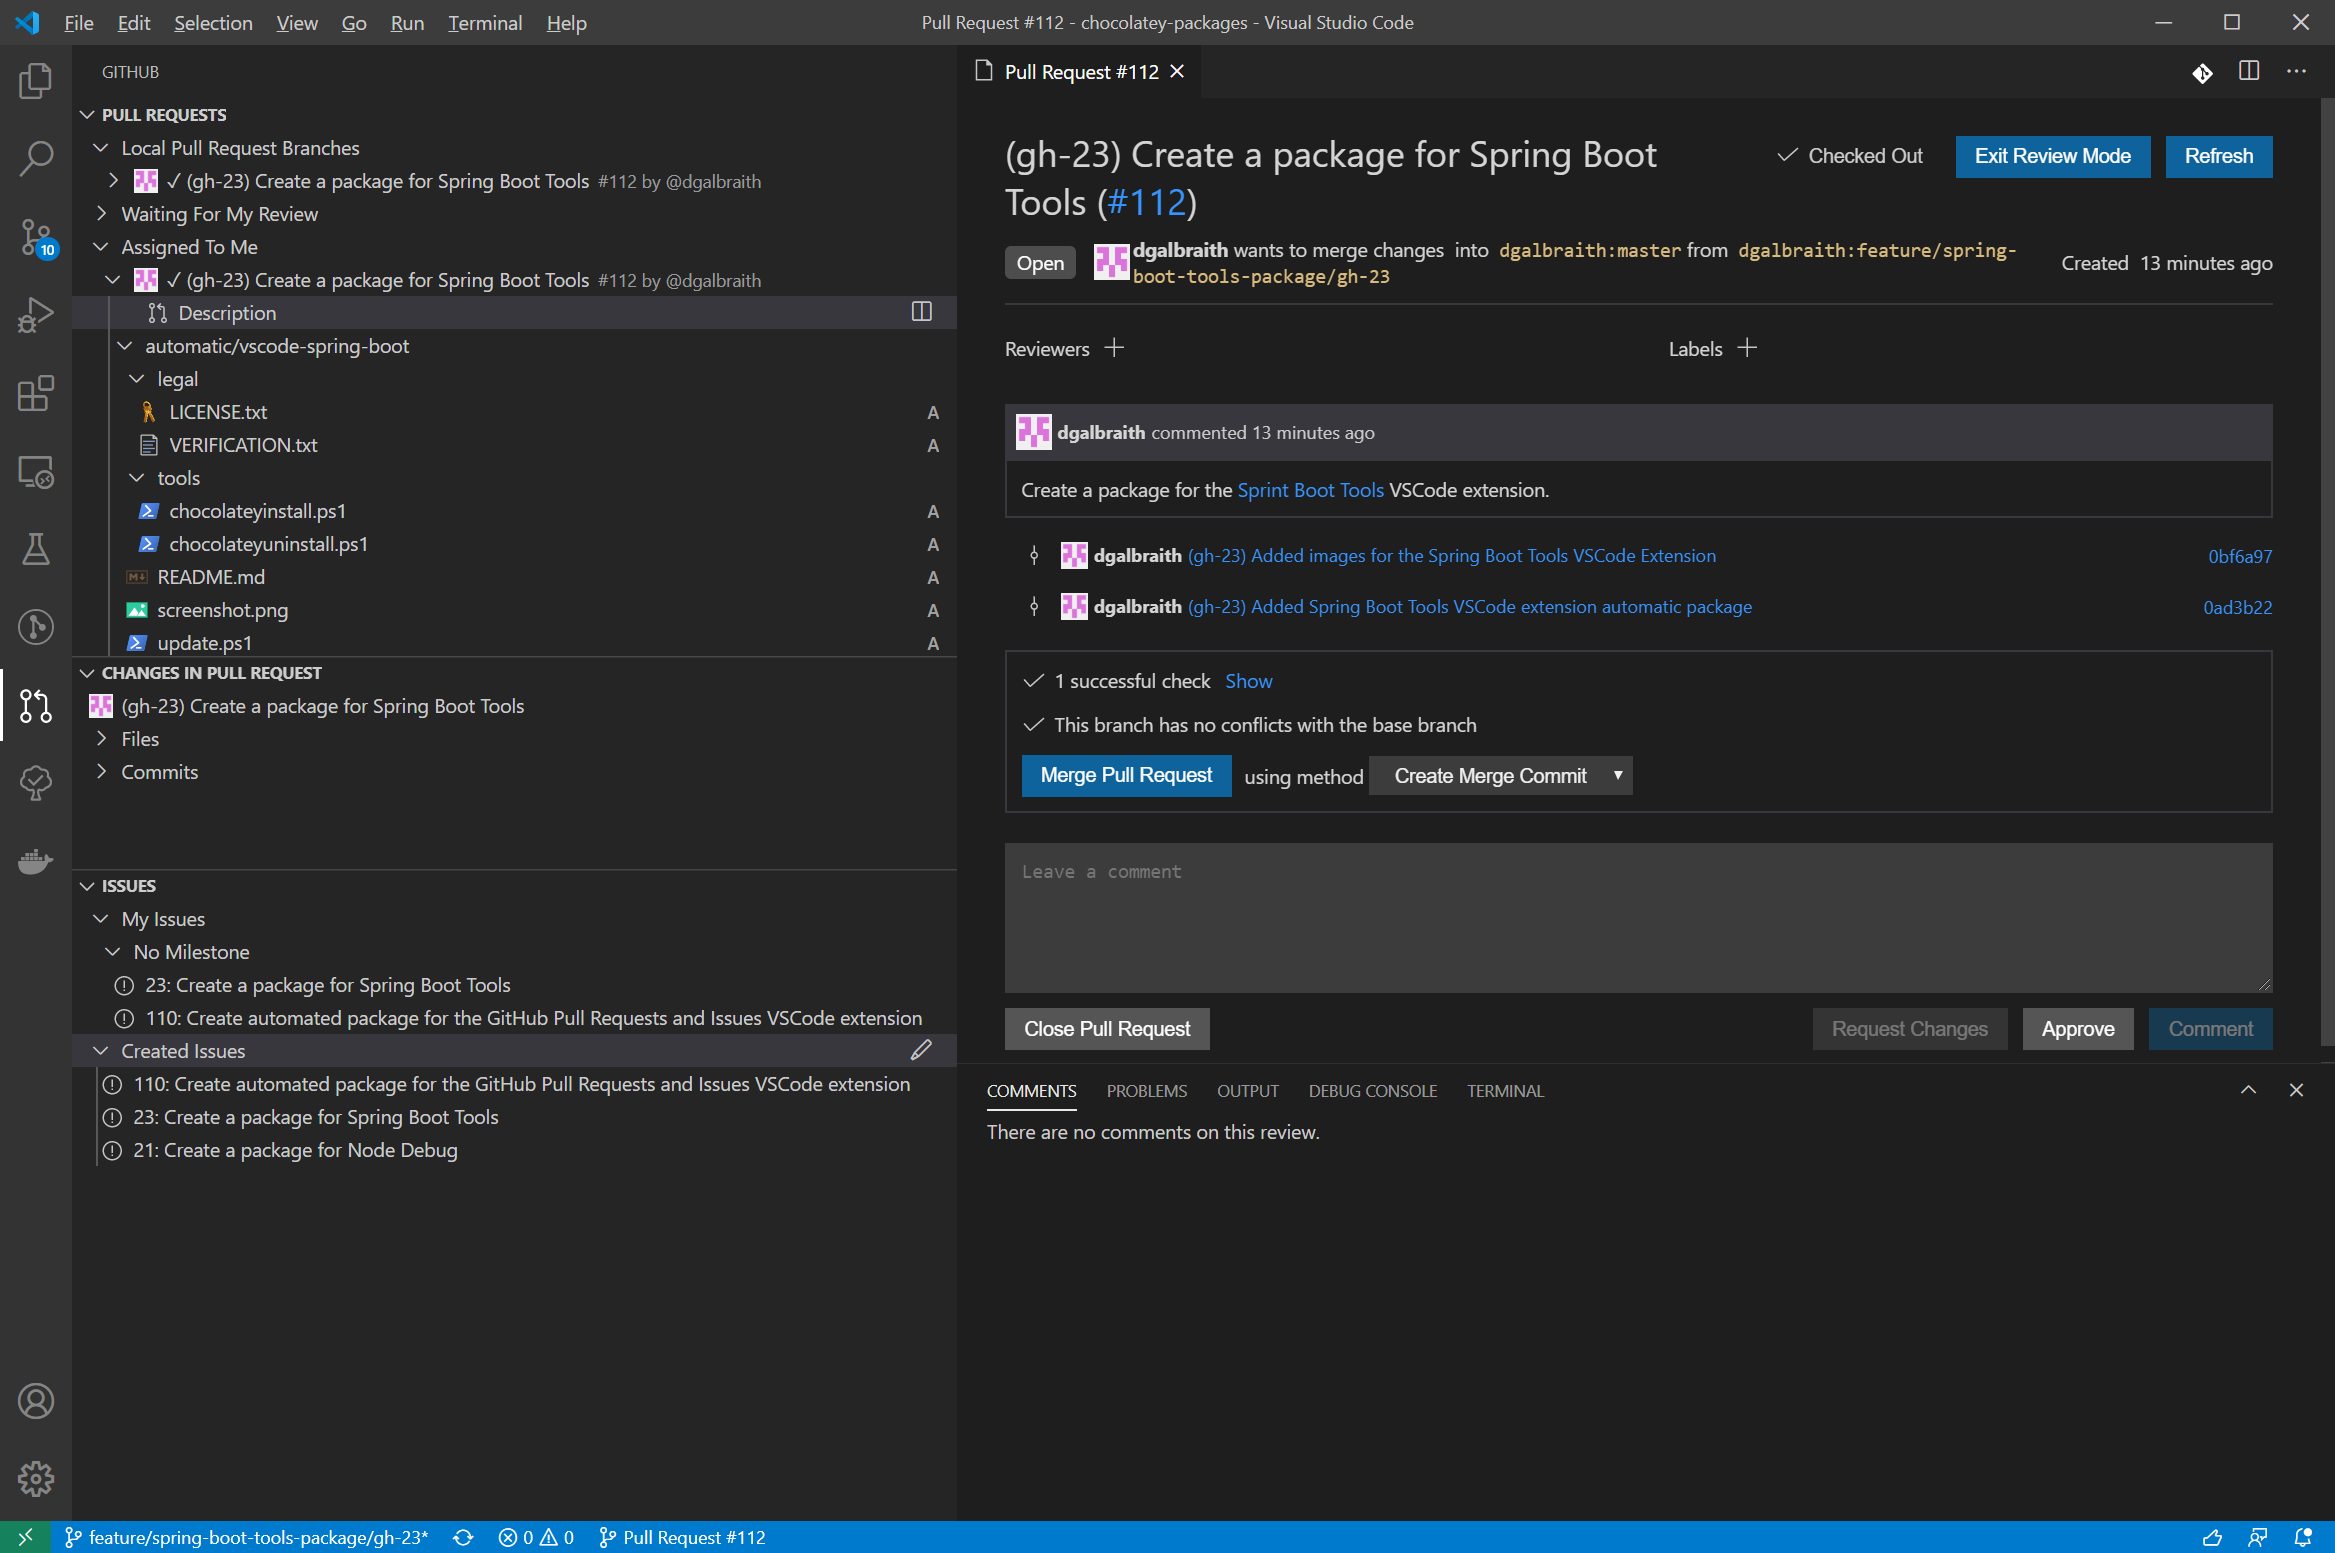 File Edit Selection View Go Run Terminal Help
Pull Request #112 - chocolatey-packages - Visual Studio Code
GITHUB
PULL REQUESTS
Local Pull Request Branches
✓ (gh-23) Create a package for Spring Boot Tools #112 by @dgalbraith
Waiting For My Review
Assigned To Me
✓ (gh-23) Create a package for Spring Boot Tools #112 by @dgalbraith
Description
automatic/vscode-spring-boot
legal
LICENSE.txt A
VERIFICATION.txt A
tools
chocolateyinstall.ps1 A
chocolateyuninstall.ps1 A
README.md A
screenshot.png A
update.ps1 A
CHANGES IN PULL REQUEST
(gh-23) Create a package for Spring Boot Tools
Files
Commits
ISSUES
My Issues
No Milestone
23: Create a package for Spring Boot Tools
110: Create automated package for the GitHub Pull Requests and Issues VSCode extension
Created Issues
110: Create automated package for the GitHub Pull Requests and Issues VSCode extension
23: Create a package for Spring Boot Tools
21: Create a package for Node Debug
10
Pull Request #112
(gh-23) Create a package for Spring Boot
Tools (#112)
Checked Out
Exit Review Mode
Refresh
Open
dgalbraith wants to merge changes into dgalbraith:master from dgalbraith:feature/spring-
boot-tools-package/gh-23
Created 13 minutes ago
Reviewers
Labels
dgalbraith commented 13 minutes ago
Create a package for the Sprint Boot Tools VSCode extension.
dgalbraith (gh-23) Added images for the Spring Boot Tools VSCode Extension 0bf6a97
dgalbraith (gh-23) Added Spring Boot Tools VSCode extension automatic package 0ad3b22
1 successful check Show
This branch has no conflicts with the base branch
Merge Pull Request using method Create Merge Commit
Leave a comment
Close Pull Request
Request Changes
Approve
Comment
COMMENTS PROBLEMS OUTPUT DEBUG CONSOLE TERMINAL
There are no comments on this review.
feature/spring-boot-tools-package/gh-23* 0 0 Pull Request #112